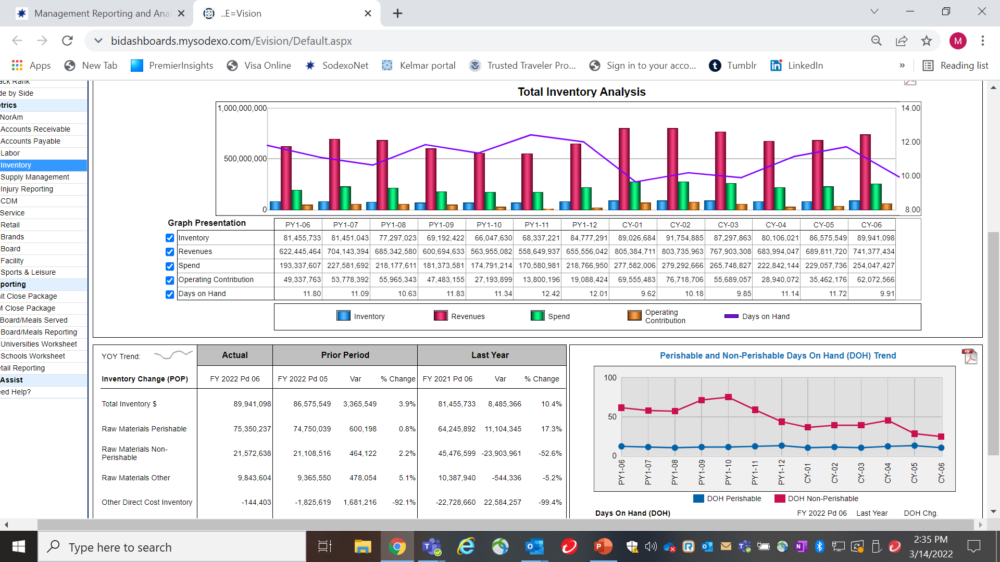 Management Reporting and Ana
..E=Vision
bidashboards.mysodexo.com/Evision/Default.aspx
M
Apps
New Tab
PremierInsights
Visa Online
SodexoNet
Kelmar portal
Trusted Traveler Pro...
Sign in to your acco...
Tumblr
LinkedIn
»
Reading list
ack Rank
de by Side
trics
NorAm
Accounts Receivable
Accounts Payable
Labor
Inventory
Supply Management
Injury Reporting
CDM
Service
Retail
Brands
Board
Facility
Sports & Leisure
porting
it Close Package
M Close Package
Board/Meals Served
Board/Meals Reporting
Universities Worksheet
Schools Worksheet
tail Reporting
Assist
eed Help?
Total Inventory Analysis
1,000,000,000
500,000,000
0
14.00
12.00
10.00
8.00
Graph Presentation PY1-06 PY1-07 PY1-08 PY1-09 PY1-10 PY1-11 PY1-12 CY-01 CY-02 CY-03 CY-04 CY-05 CY-06
Inventory 81,455,733 81,451,043 77,297,023 69,192,422 66,047,630 68,337,221 84,777,291 89,026,684 91,754,885 87,297,863 80,106,021 86,575,549 89,941,098
Revenues 622,445,464 704,143,394 685,342,580 600,694,633 563,955,082 558,649,937 655,556,042 805,384,711 803,735,963 767,903,308 683,994,047 689,811,720 741,377,434
Spend 193,337,607 227,581,692 218,177,611 181,373,581 174,791,214 170,580,981 218,766,950 277,582,006 279,292,666 265,748,827 222,842,144 229,057,736 254,047,427
Operating Contribution 49,337,763 53,778,392 55,965,343 47,483,155 27,193,899 13,800,196 19,088,424 69,555,483 76,718,706 55,689,057 28,940,072 35,462,176 62,072,566
Days on Hand 11.80 11.09 10.63 11.83 11.34 12.42 12.01 9.62 10.18 9.85 11.14 11.72 9.91
Inventory
Revenues
Spend
Operating
Contribution
Days on Hand
YOY Trend: Actual Prior Period Last Year
Inventory Change (POP) FY 2022 Pd 06 FY 2022 Pd 05 Var % Change FY 2021 Pd 06 Var % Change
Total Inventory $ 89,941,098 86,575,549 3,365,549 3.9% 81,455,733 8,485,366 10.4%
Raw Materials Perishable 75,350,237 74,750,039 600,198 0.8% 64,245,892 11,104,345 17.3%
Raw Materials Non-
Perishable 21,572,638 21,108,516 464,122 2.2% 45,476,599 -23,903,961 -52.6%
Raw Materials Other 9,843,604 9,365,550 478,054 5.1% 10,387,940 -544,336 -5.2%
Other Direct Cost Inventory -144,403 -1,825,619 1,681,216 -92.1% -22,728,660 22,584,257 -99.4%
Perishable and Non-Perishable Days On Hand (DOH) Trend
100
50
0
PY1-06
PY1-07
PY1-08
PY1-09
PY1-10
PY1-11
PY1-12
CY-01
CY-02
CY-03
CY-04
CY-05
CY-06
DOH Perishable
DOH Non-Perishable
Days On Hand (DOH) FY 2022 Pd 06 Last Year DOH Chg.
Type here to search
2:35 PM
3/14/2022